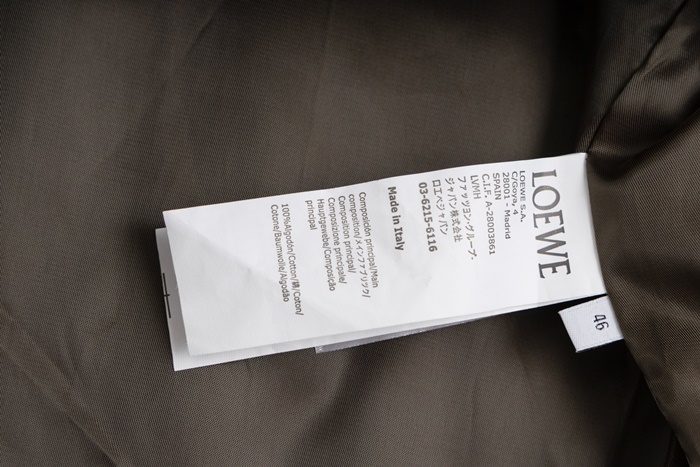 LOEWE
LOEWE S.A.
C/Goya, 4
28001 - Madrid
SPAIN
C.I.F. A-28003861
LVMH
ファッション・グループ・
ジャパン株式会社
ロエベジャパン
03-6215-6116
Made in Italy
Composición principal/Main
composition/メインファブリック/
Composition principal/
Composizione principale/
Hauptgewebe/Composição
principal
100%Algodón/Cotton/綿/Coton/
Cotone/Baumwolle/Algodão
46